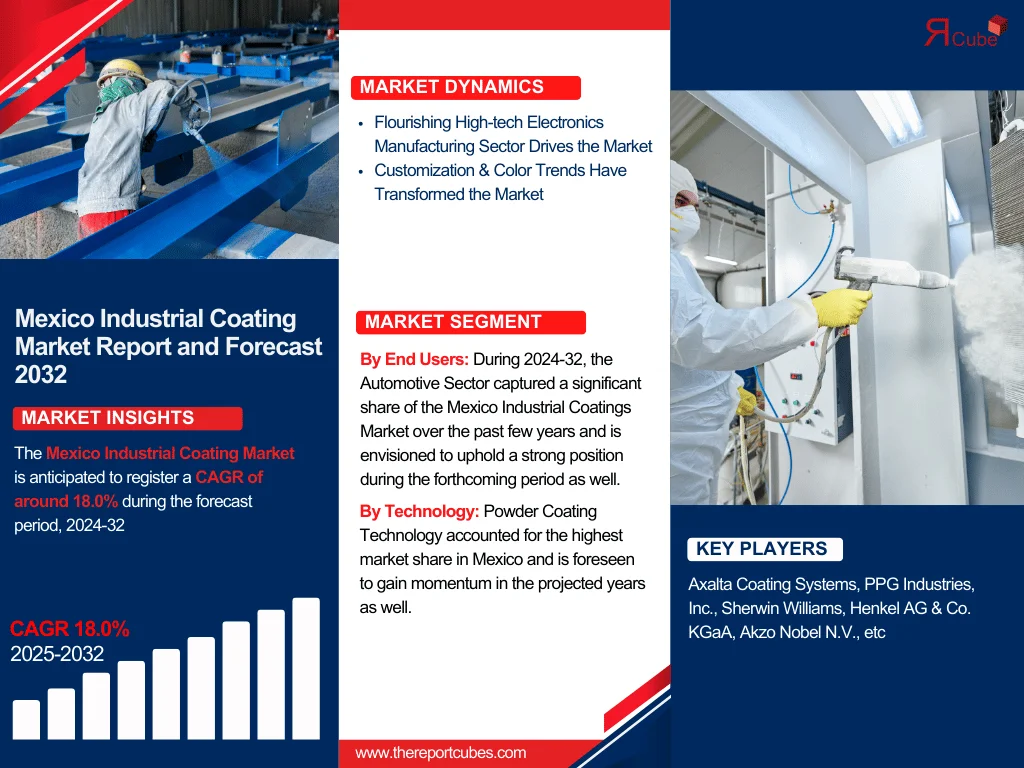 Mexico Industrial Coating
Market Report and Forecast
2032
MARKET INSIGHTS
The Mexico Industrial Coating Market
is anticipated to register a CAGR of
around 18.0% during the forecast
period, 2024-32
CAGR 18.0%
2025-2032
MARKET DYNAMICS
• Flourishing High-tech Electronics
Manufacturing Sector Drives the Market
• Customization & Color Trends Have
Transformed the Market
MARKET SEGMENT
By End Users: During 2024-32, the
Automotive Sector captured a significant
share of the Mexico Industrial Coatings
Market over the past few years and is
envisioned to uphold a strong position
during the forthcoming period as well.
By Technology: Powder Coating
Technology accounted for the highest
market share in Mexico and is foreseen
to gain momentum in the projected years
as well.
www.thereportcubes.com
ЯCube
KEY PLAYERS
Axalta Coating Systems, PPG Industries,
Inc., Sherwin Williams, Henkel AG & Co.
KGaA, Akzo Nobel N.V., etc